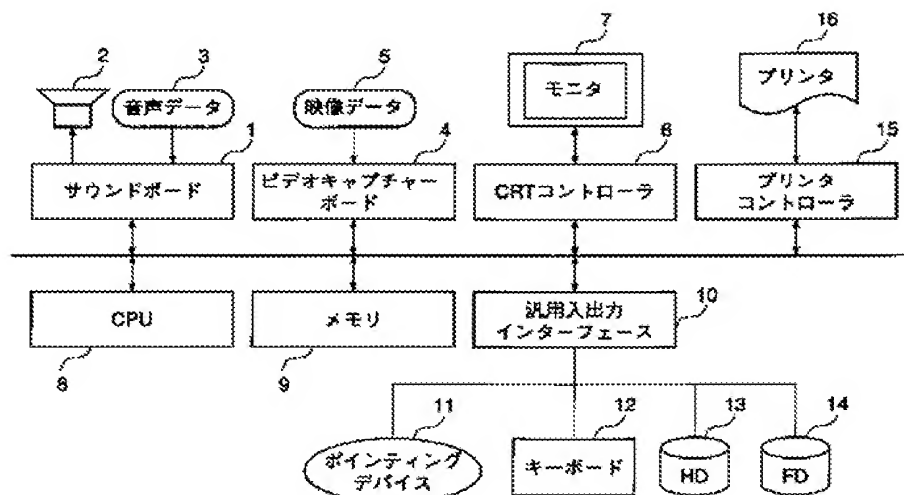 2
3
5
7
16
音声データ
映像データ
モニタ
プリンタ
1
4
6
15
サウンドボード
ビデオキャプチャー
ボード
CRTコントローラ
プリンタ
コントローラ
CPU
メモリ
汎用入出力
インターフェース
10
8
9
11
12
13
14
ポインティング
デバイス
キーボード
HD
FD